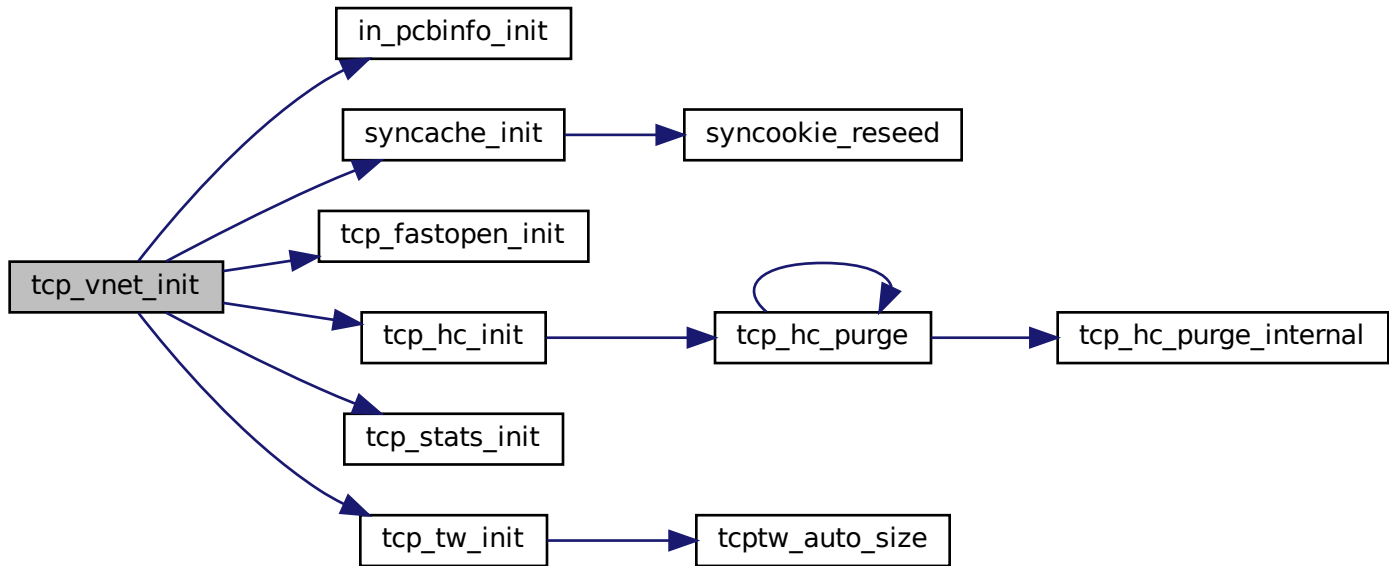 in_pcbinfo_init
syncache_init
syncookie_reseed
tcp_fastopen_init
tcp_vnet_init
tcp_hc_init
tcp_hc_purge
tcp_hc_purge_internal
tcp_stats_init
tcp_tw_init
tcptw_auto_size